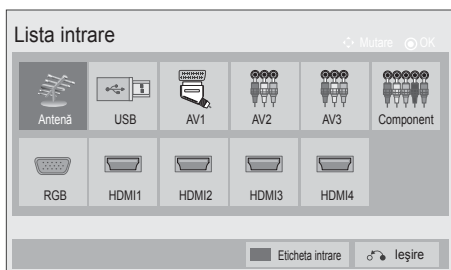 Lista intrare
Mutare OK
Antenă USB AV1 AV2 AV3 Component
RGB HDMI1 HDMI2 HDMI3 HDMI4
Eticheta intrare Ieşire